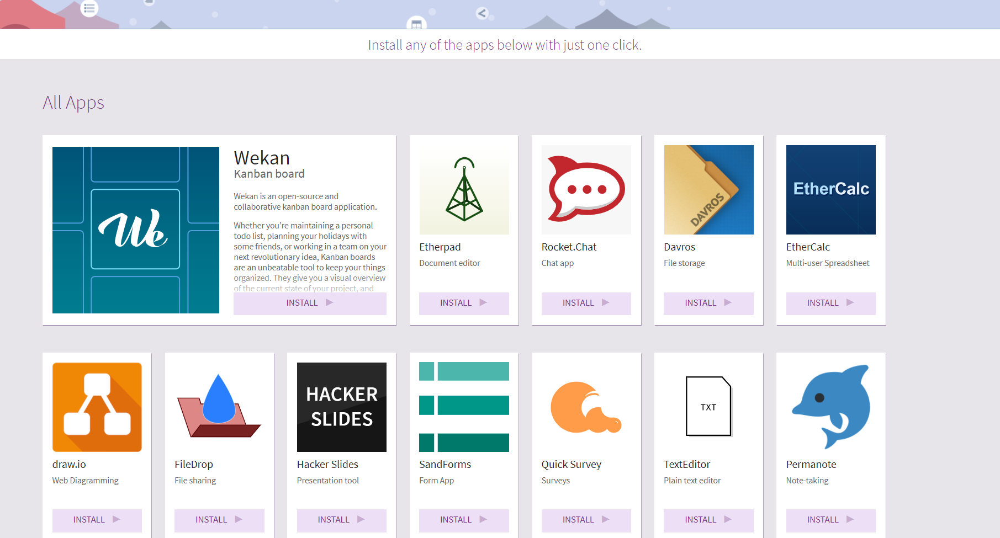 Install any of the apps below with just one click.
All Apps
We
Wekan
Kanban board
Wekan is an open-source and
collaborative kanban board application.
Whether you’re maintaining a personal
todo list, planning your holidays with
some friends, or working in a team on your
next revolutionary idea, Kanban boards
are an unbeatable tool to keep your things
organized. They give you a visual overview
of the current state of your project, and
INSTALL
Etherpad
Document editor
INSTALL
Rocket.Chat
Chat app
INSTALL
DAVROS
Davros
File storage
INSTALL
EtherCalc
EtherCalc
Multi-user Spreadsheet
INSTALL
draw.io
Web Diagramming
INSTALL
FileDrop
File sharing
INSTALL
HACKER
SLIDES
Hacker Slides
Presentation tool
INSTALL
SandForms
Form App
INSTALL
Quick Survey
Surveys
INSTALL
TXT
TextEditor
Plain text editor
INSTALL
Permanote
Note-taking
INSTALL